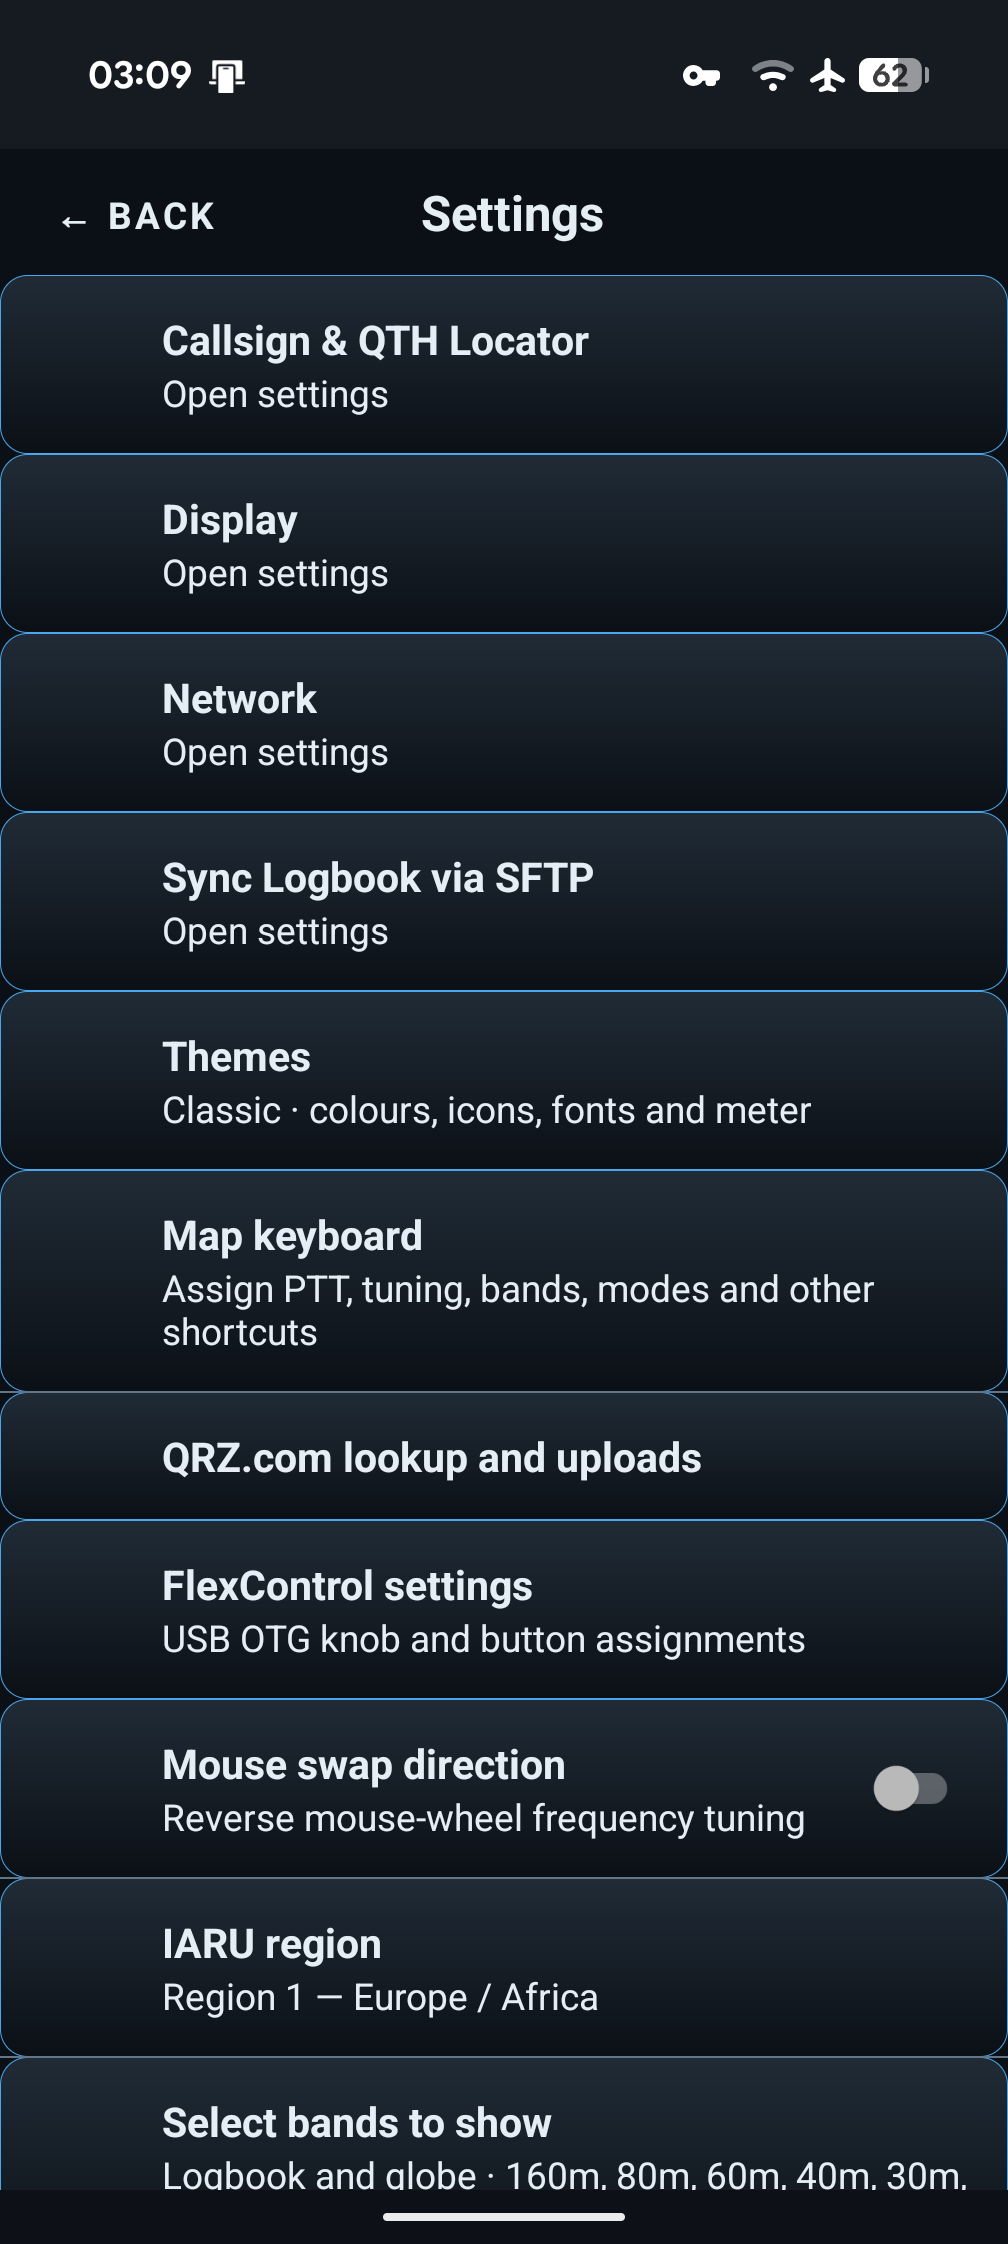 03:09
62
← BACK
Settings
Callsign & QTH Locator
Open settings
Display
Open settings
Network
Open settings
Sync Logbook via SFTP
Open settings
Themes
Classic · colours, icons, fonts and meter
Map keyboard
Assign PTT, tuning, bands, modes and other
shortcuts
QRZ.com lookup and uploads
FlexControl settings
USB OTG knob and button assignments
Mouse swap direction
Reverse mouse-wheel frequency tuning
IARU region
Region 1 — Europe / Africa
Select bands to show
Logbook and globe · 160m, 80m, 60m, 40m, 30m,